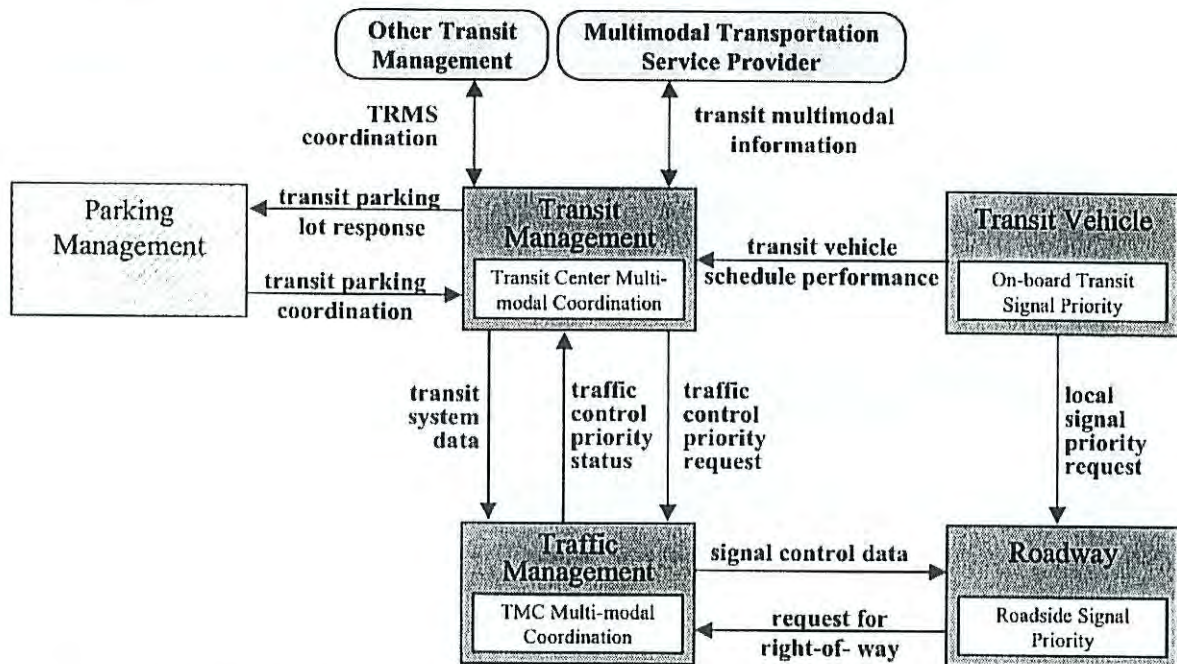 Other Transit
Management
Multimodal Transportation
Service Provider
TRMS
coordination
transit multimodal
information
Parking
Management
transit parking
lot response
transit parking
coordination
Transit
Management
Transit Center Multi-
modal Coordination
transit vehicle
schedule performance
Transit Vehicle
On-board Transit
Signal Priority
transit
system
data
traffic
control
priority
status
traffic
control
priority
request
local
signal
priority
request
Traffic
Management
TMC Multi-modal
Coordination
signal control data
request for
right-of- way
Roadway
Roadside Signal
Priority